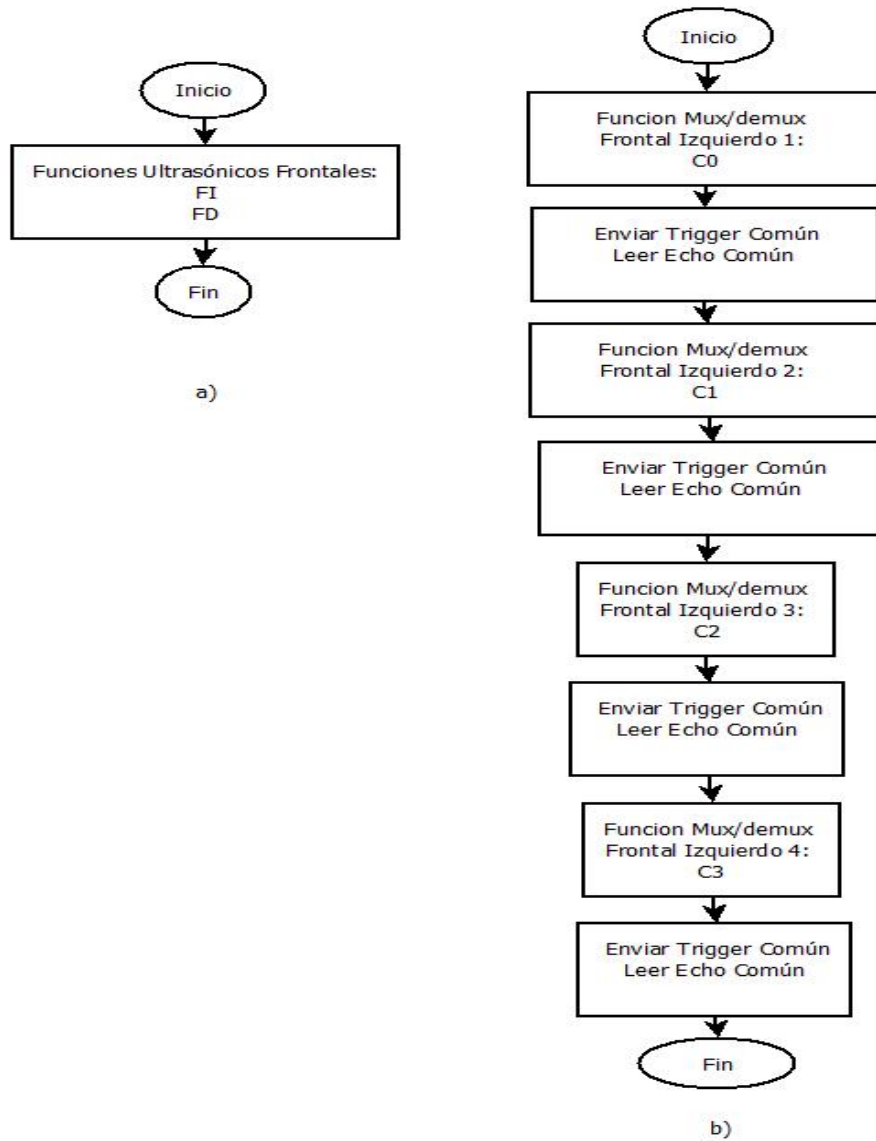 Inicio
Funciones Ultrasónicos Frontales:
FI
FD
Fin
a)
Inicio
Funcion Mux/demux
Frontal Izquierdo 1:
C0
Enviar Trigger Común
Leer Echo Común
Funcion Mux/demux
Frontal Izquierdo 2:
C1
Enviar Trigger Común
Leer Echo Común
Funcion Mux/demux
Frontal Izquierdo 3:
C2
Enviar Trigger Común
Leer Echo Común
Funcion Mux/demux
Frontal Izquierdo 4:
C3
Enviar Trigger Común
Leer Echo Común
Fin
b)